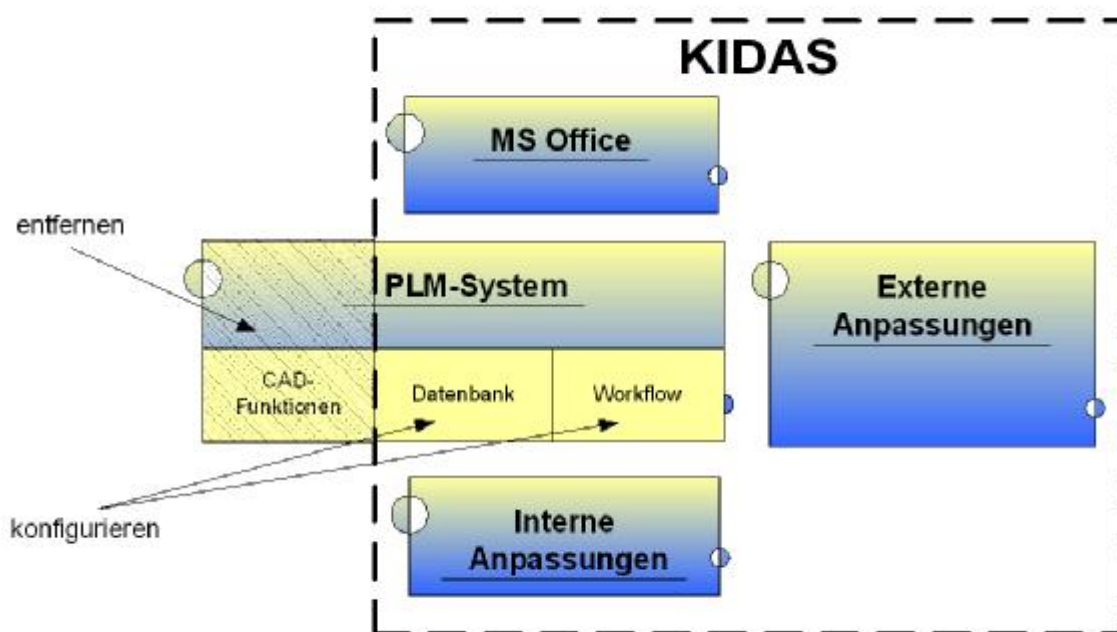 KIDAS
MS Office
entfernen
PLM-System
Externe
Anpassungen
CAD-
Funktionen
Datenbank
Workflow
konfigurieren
Interne
Anpassungen